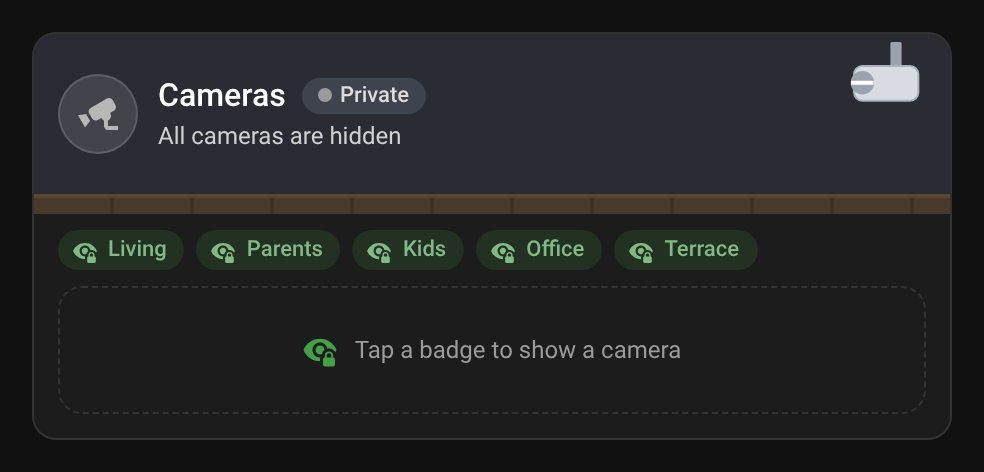 Cameras
Private
All cameras are hidden
Living
Parents
Kids
Office
Terrace
Tap a badge to show a camera